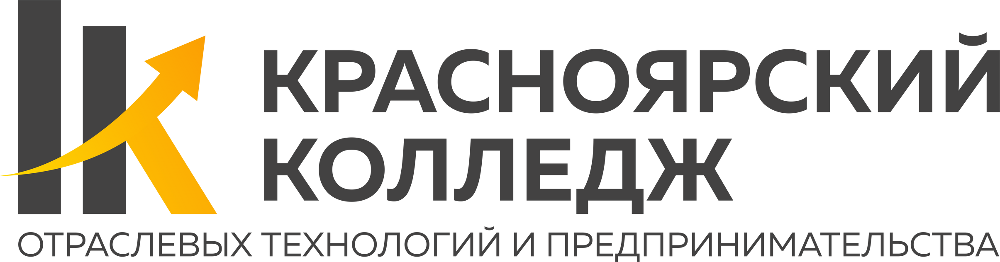 КРАСНОЯРСКИЙ
КОЛЛЕДЖ
ОТРАСЛЕВЫХ ТЕХНОЛОГИЙ И ПРЕДПРИНИМАТЕЛЬСТВА